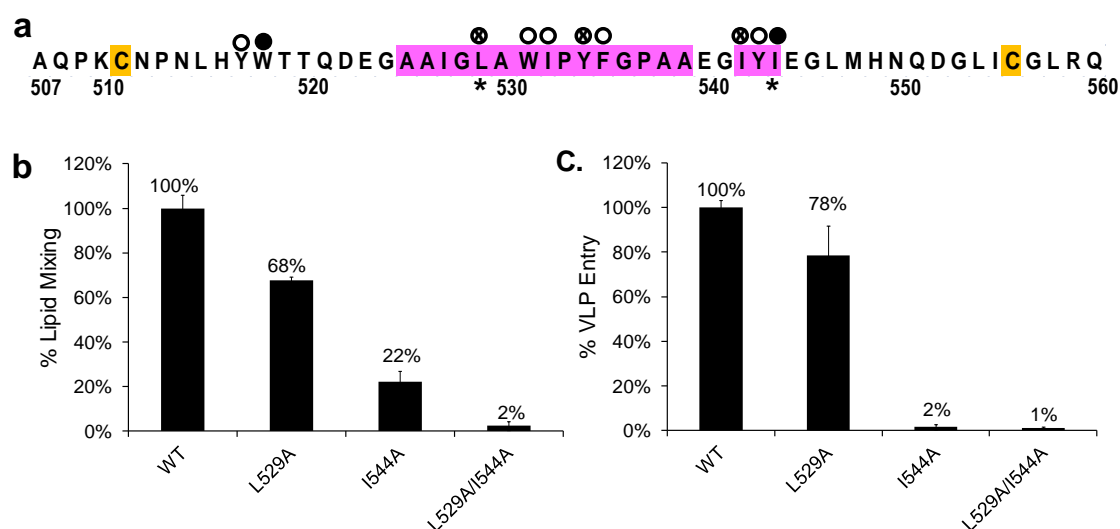 a
A Q P K C N P N L H Y W T T Q D E G A A I G L A W I P Y F G P A A E G I Y I E G L M H N Q D G L I C G L R Q
507 510 520 * 530 540 * 550 560
b
120%
100%
80%
60%
40%
20%
0%
% Lipid Mixing
100%
68%
22%
2%
WT
L529A
I544A
L529A/I544A
C.
120%
100%
80%
60%
40%
20%
0%
% VLP Entry
100%
78%
2%
1%
WT
L529A
I544A
L529A/I544A